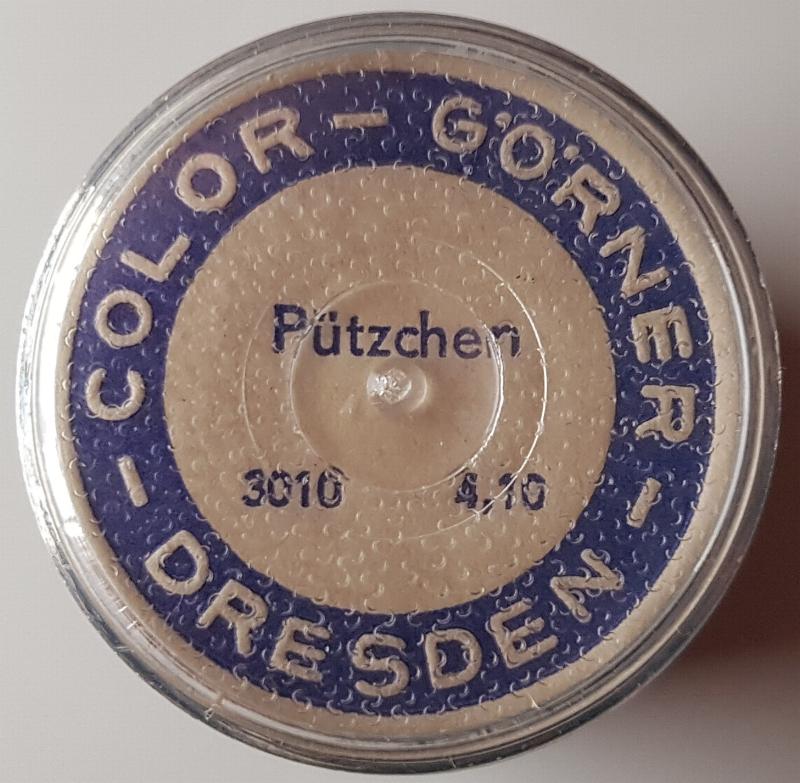 COLOR - GÖRNER - DRESDEN -
Pützchen
3010 4.10